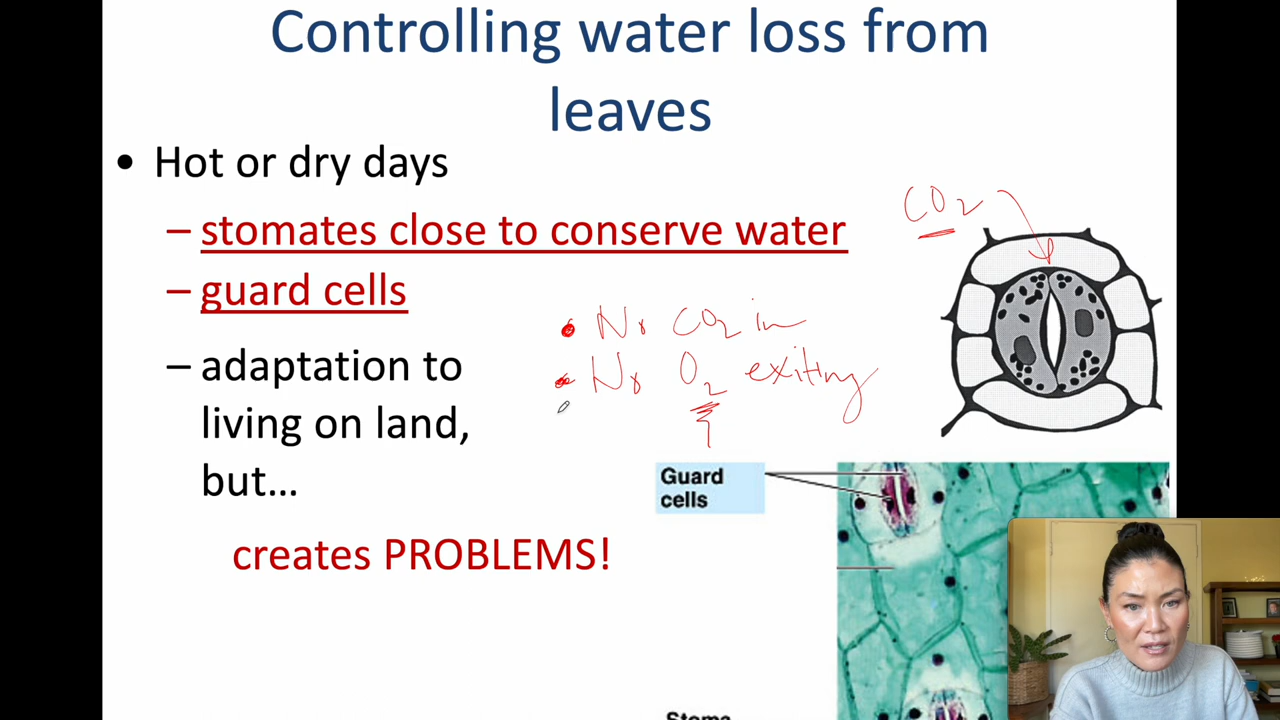 Controlling water loss from
leaves
• Hot or dry days
– stomates close to conserve water
– guard cells
– adaptation to
living on land,
but...
creates PROBLEMS!
CO2
• No CO2 in
• No O2 exiting
Guard
cells
Stoma